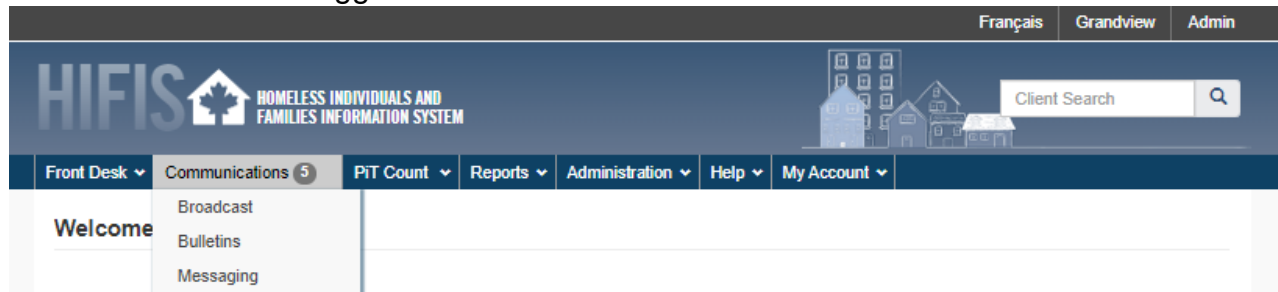 Français Grandview Admin
HIFIS HOMELESS INDIVIDUALS AND
FAMILIES INFORMATION SYSTEM
Client Search
Front Desk Communications 5 PiT Count Reports Administration Help My Account
Welcome
Broadcast
Bulletins
Messaging